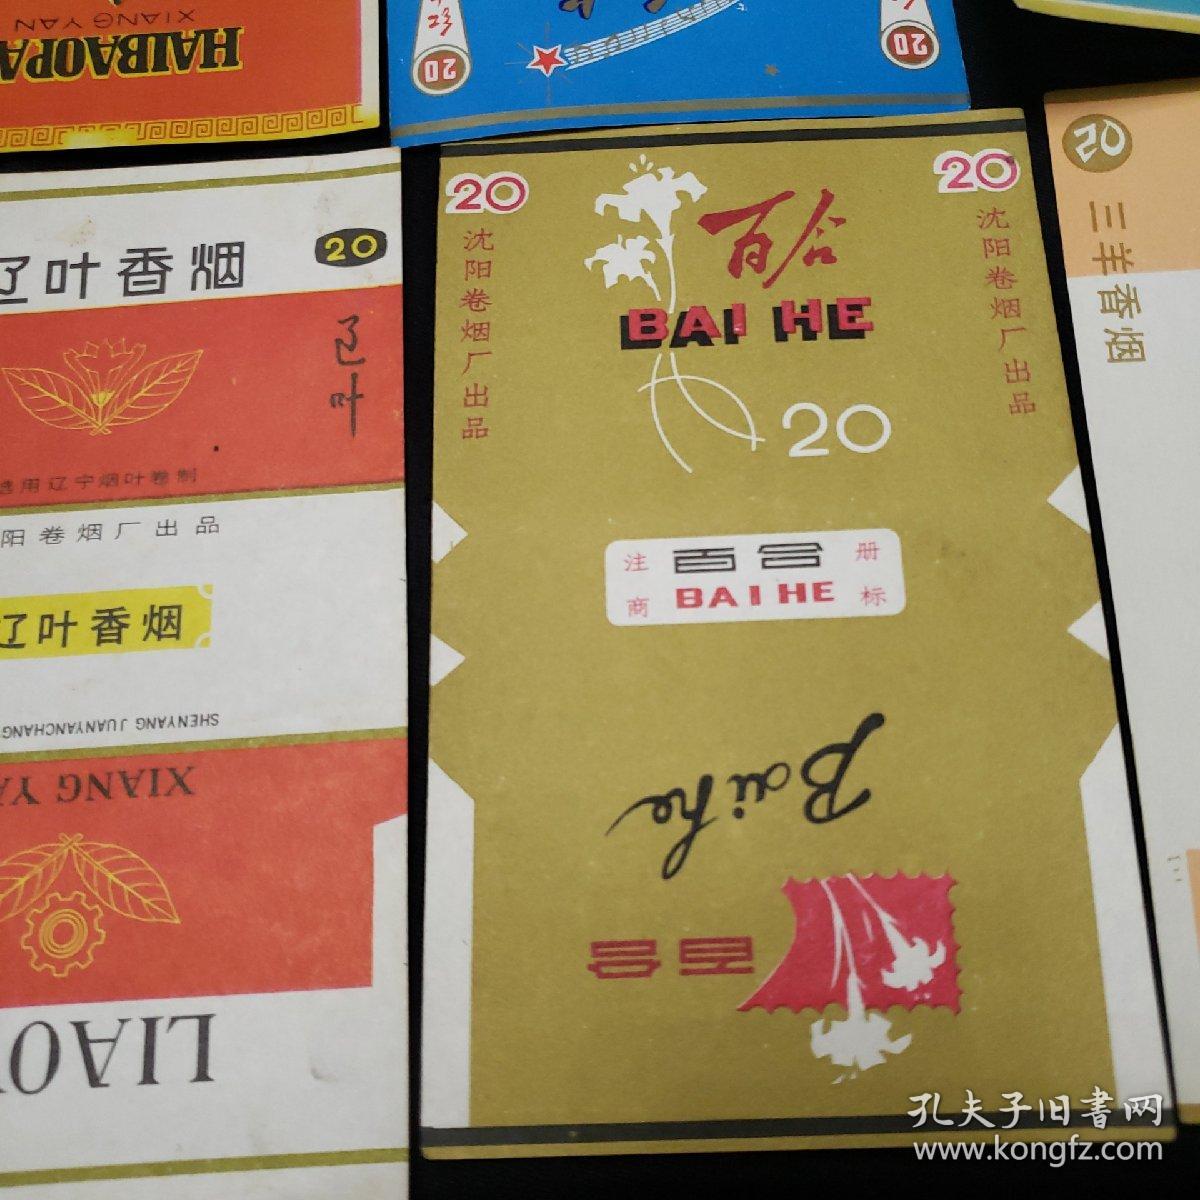 HAIBAOPA
XIANG YAN
20
20
辽叶香烟
20
辽叶
选用辽宁烟叶卷制
阳卷烟厂出品
辽叶香烟
SHENYANG JUANYANCHANG
XIANG YA
LIAO
20
20
沈阳卷烟厂出品
沈阳卷烟厂出品
百合
BAI HE
20
注册
商标
百合
BAI HE
Baihe
百合
20
三羊香烟
孔夫子旧書网
www.kongfz.com